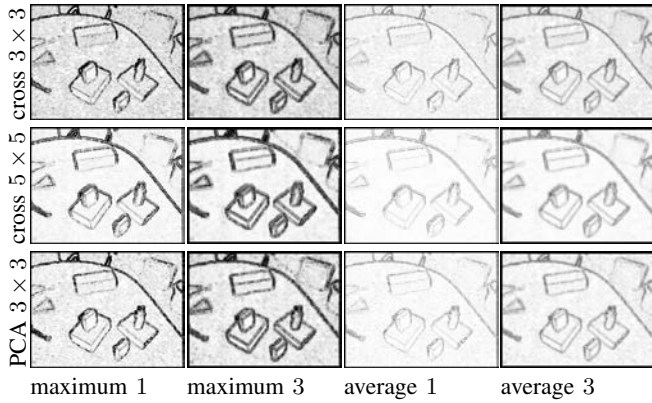 cross 3 × 3
cross 5 × 5
PCA 3 × 3
maximum 1 maximum 3 average 1 average 3